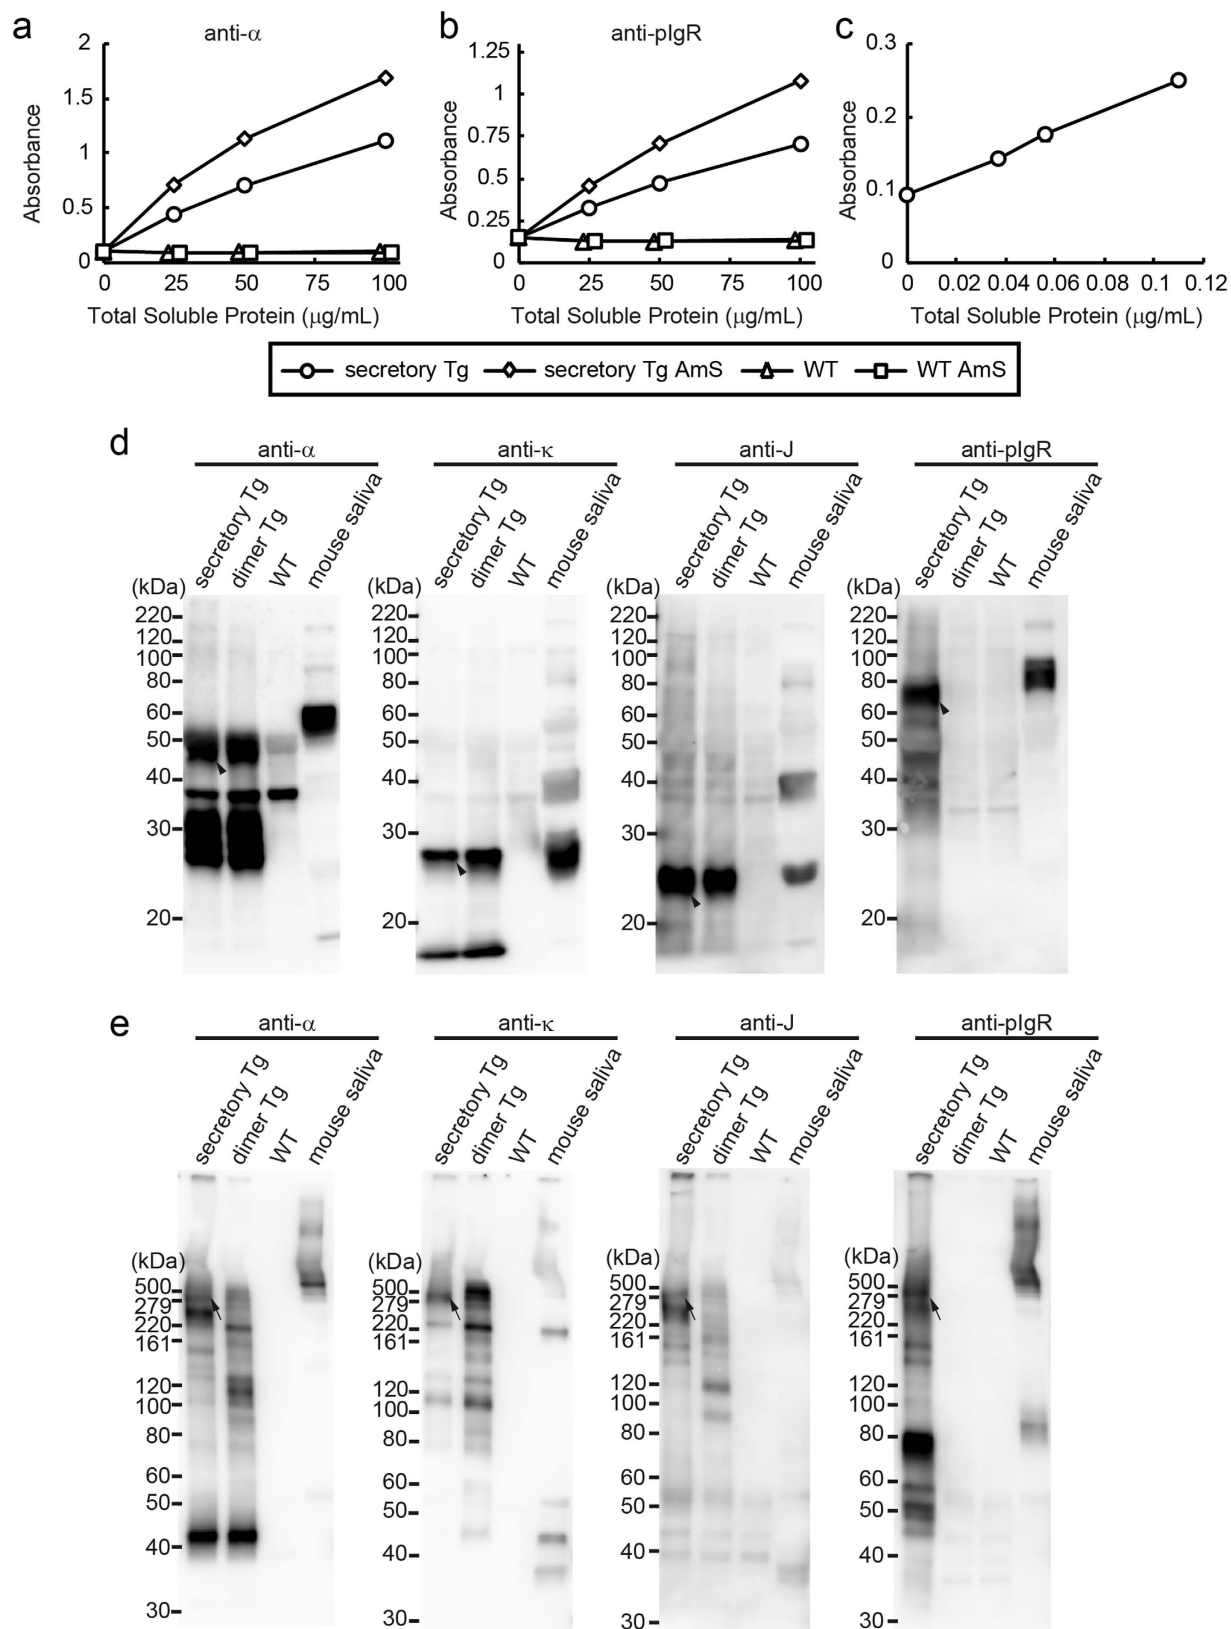 a
anti-α
2
1.5
1
0.5
0
Absorbance
0 25 50 75 100
Total Soluble Protein (μg/mL)
b
anti-pIgR
1.25
1
0.75
0.5
0.25
0
Absorbance
0 25 50 75 100
Total Soluble Protein (μg/mL)
c
0.3
0.2
0.1
0
Absorbance
0 0.02 0.04 0.06 0.08 0.1 0.12
Total Soluble Protein (μg/mL)
secretory Tg secretory Tg AmS WT WT AmS
d
anti-α
secretory Tg
dimer Tg
WT
mouse saliva
(kDa)
220
120
100
80
60
50
40
30
20
anti-κ
secretory Tg
dimer Tg
WT
mouse saliva
(kDa)
220
120
100
80
60
50
40
30
20
anti-J
secretory Tg
dimer Tg
WT
mouse saliva
(kDa)
220
120
100
80
60
50
40
30
20
anti-pIgR
secretory Tg
dimer Tg
WT
mouse saliva
(kDa)
220
120
100
80
60
50
40
30
20
e
anti-α
secretory Tg
dimer Tg
WT
mouse saliva
(kDa)
500
279
220
161
120
100
80
60
50
40
30
anti-κ
secretory Tg
dimer Tg
WT
mouse saliva
(kDa)
500
279
220
161
120
100
80
60
50
40
30
anti-J
secretory Tg
dimer Tg
WT
mouse saliva
(kDa)
500
279
220
161
120
100
80
60
50
40
30
anti-pIgR
secretory Tg
dimer Tg
WT
mouse saliva
(kDa)
500
279
220
161
120
100
80
60
50
40
30